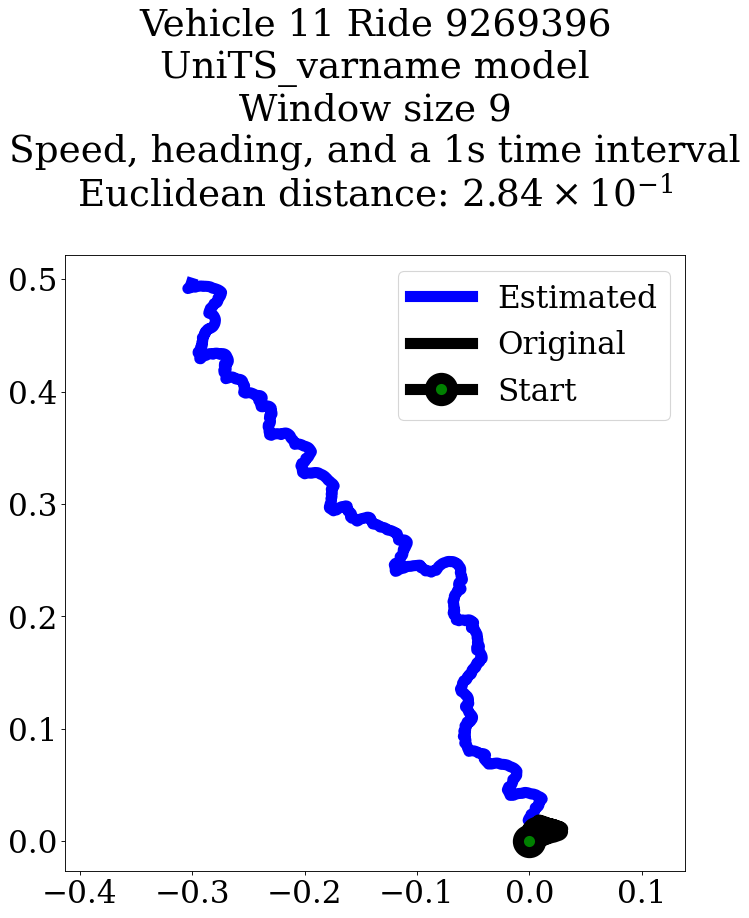 Vehicle 11 Ride 9269396
UniTS_varname model
Window size 9
Speed, heading, and a 1s time interval
Euclidean distance: 2.84 × 10⁻¹
Estimated
Original
Start
0.5
0.4
0.3
0.2
0.1
0.0
−0.4 −0.3 −0.2 −0.1 0.0 0.1